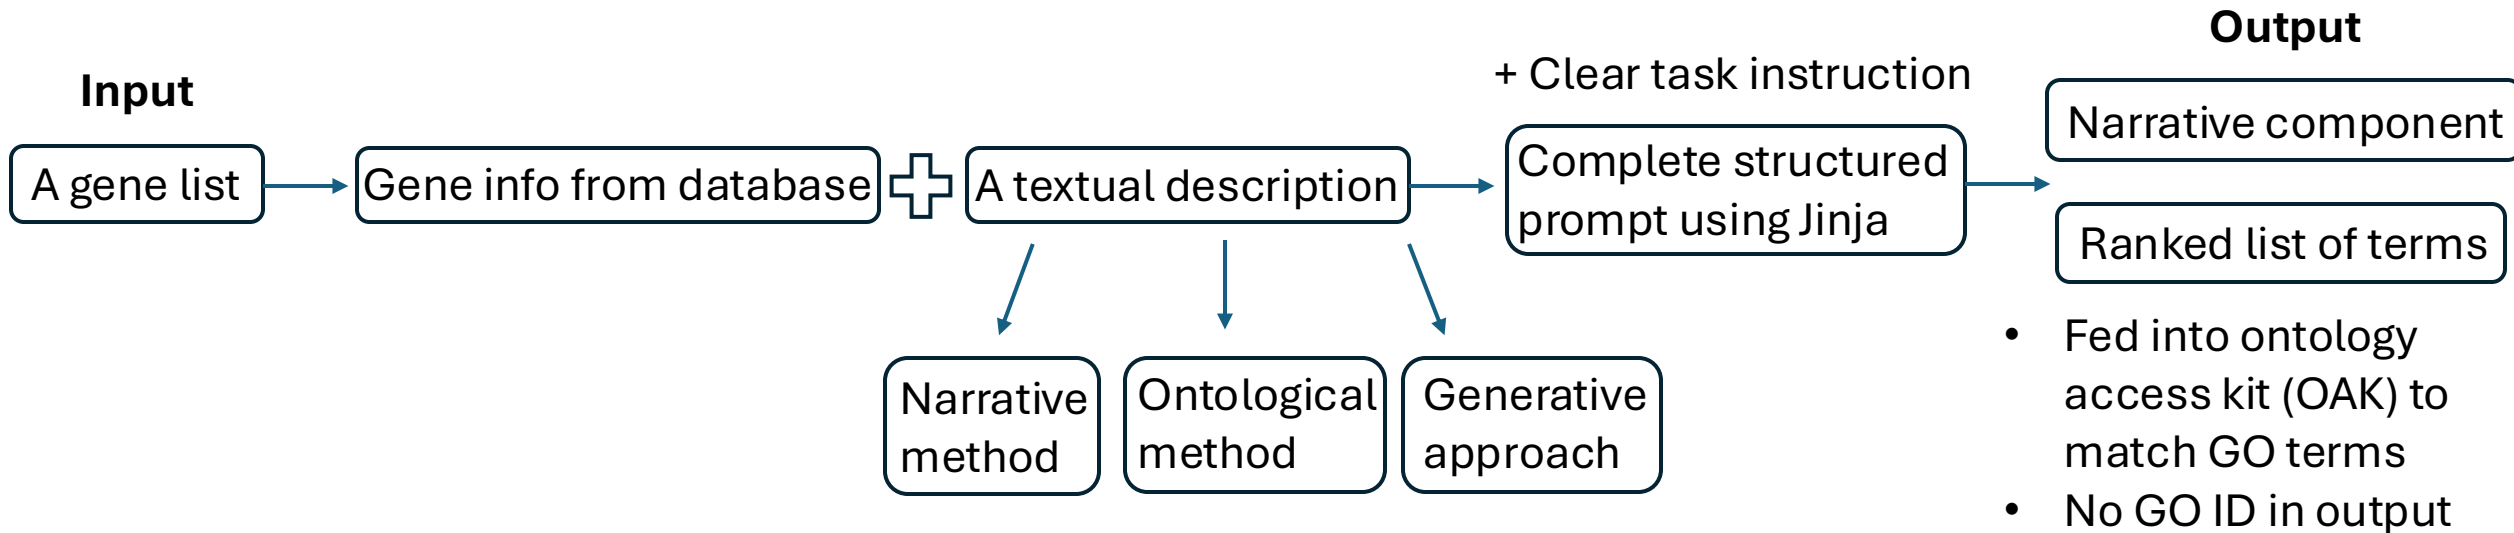 Input
A gene list
Gene info from database
A textual description
Narrative
method
Ontological
method
Generative
approach
+ Clear task instruction
Complete structured
prompt using Jinja
Output
Narrative component
Ranked list of terms
• Fed into ontology
access kit (OAK) to
match GO terms
• No GO ID in output